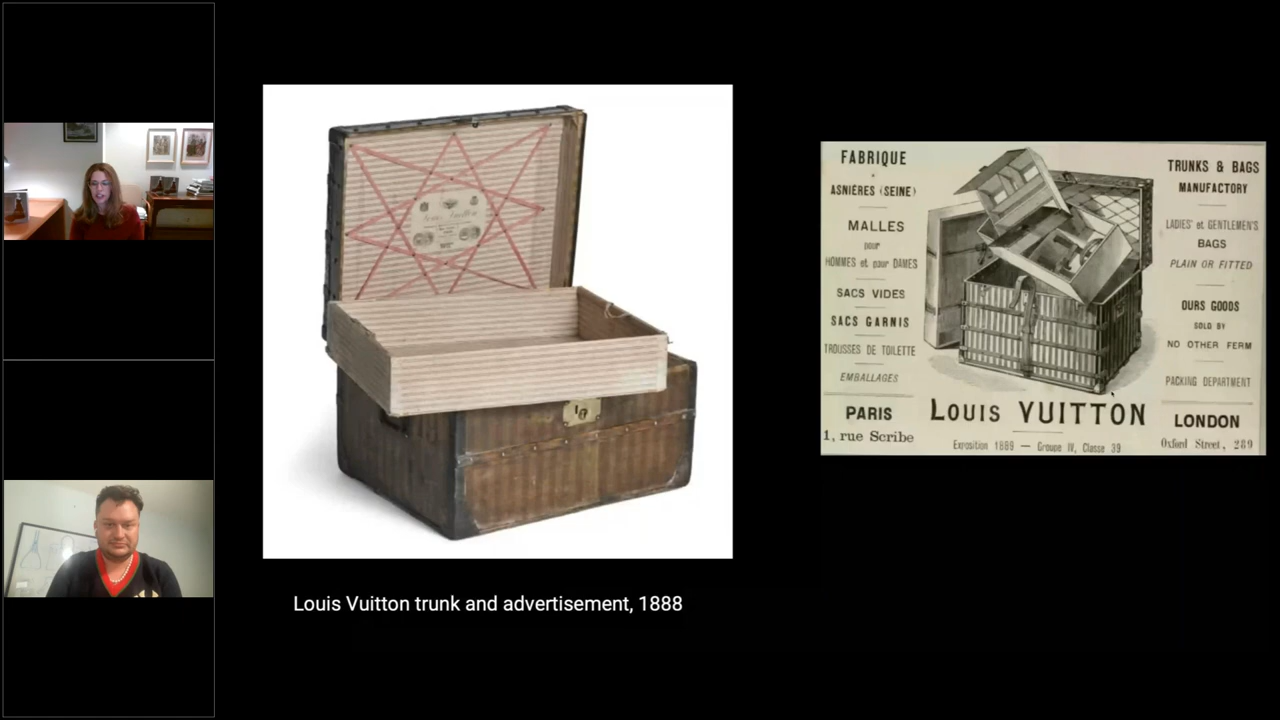 Louis Vuitton
FABRIQUE
ASNIÈRES (SEINE)
MALLES
pour
HOMMES et pour DAMES
SACS VIDES
SACS GARNIS
TROUSSES DE TOILETTE
EMBALLAGES
PARIS
1, rue Scribe
LOUIS VUITTON
Exposition 1889 — Groupe IV, Classe 39
TRUNKS & BAGS
MANUFACTORY
LADIES' et GENTLEMEN'S
BAGS
PLAIN OR FITTED
OURS GOODS
SOLD BY
NO OTHER FERM
PACKING DEPARTMENT
LONDON
Oxford Street, 289
Louis Vuitton trunk and advertisement, 1888